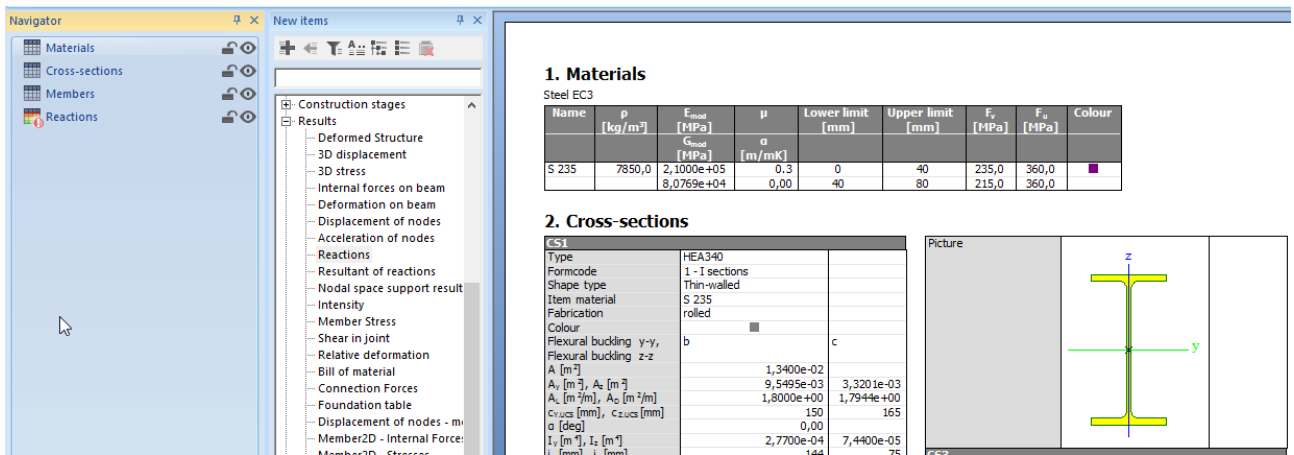 Navigator
Materials
Cross-sections
Members
Reactions
New items
Construction stages
Results
Deformed Structure
3D displacement
3D stress
Internal forces on beam
Deformation on beam
Displacement of nodes
Acceleration of nodes
Reactions
Resultant of reactions
Nodal space support result
Intensity
Member Stress
Shear in joint
Relative deformation
Bill of material
Connection Forces
Foundation table
Displacement of nodes - m
Member2D - Internal Force
Member2D - Stresses
1. Materials
Steel EC3
Name ρ Emod μ Lower limit Upper limit Fy Fu Colour
[kg/m³] [MPa] [mm] [mm] [MPa] [MPa]
Gmod α
[MPa] [m/mK]
S 235 7850,0 2,1000e+05 0.3 0 40 235,0 360,0
8,0769e+04 0,00 40 80 215,0 360,0
2. Cross-sections
CS1
Type HEA340
Formcode 1 - I sections
Shape type Thin-walled
Item material S 235
Fabrication rolled
Colour
Flexural buckling y-y, b c
Flexural buckling z-z
A [m²] 1,3400e-02
Ay [m²], Az [m²] 9,5495e-03 3,3201e-03
AL [m²/m], AD [m²/m] 1,8000e+00 1,7944e+00
cY.UCS [mm], cZ.UCS [mm] 150 165
α [deg] 0,00
Iy [m⁴], Iz [m⁴] 2,7700e-04 7,4400e-05
iy [mm], iz [mm] 144 75
Picture
z
y
CS2